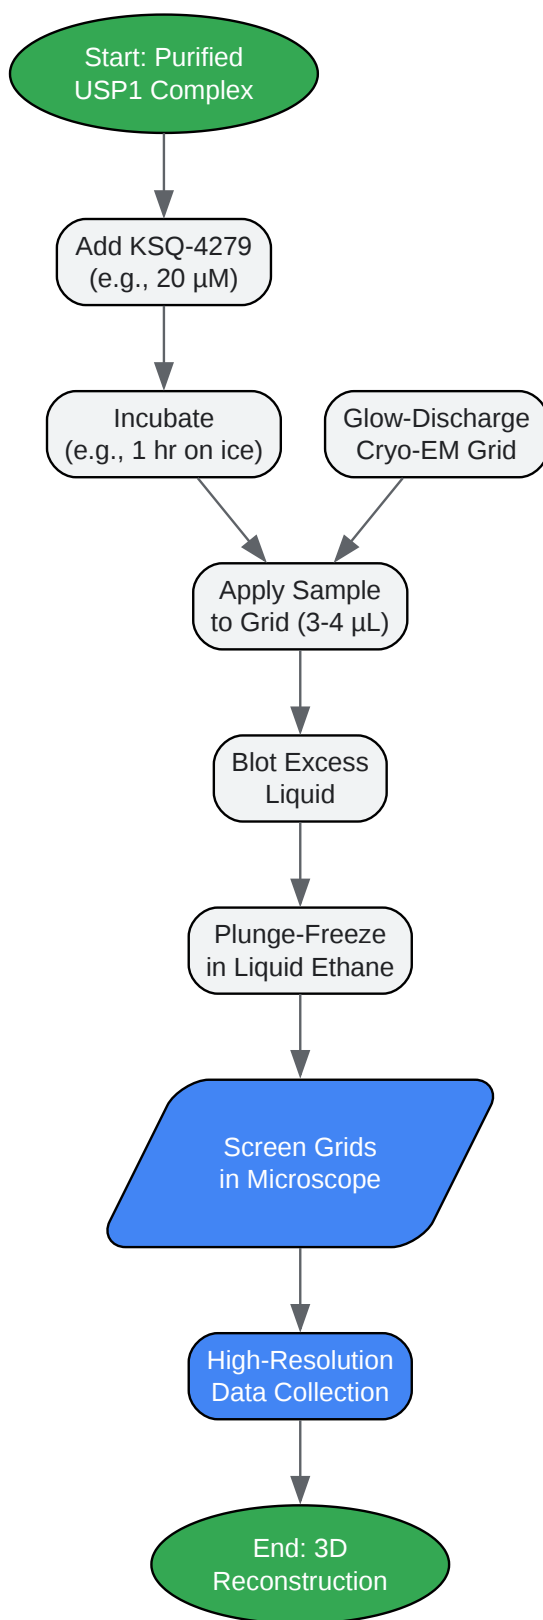 Start: Purified
USP1 Complex
Add KSQ-4279
(e.g., 20 µM)
Incubate
(e.g., 1 hr on ice)
Glow-Discharge
Cryo-EM Grid
Apply Sample
to Grid (3-4 µL)
Blot Excess
Liquid
Plunge-Freeze
in Liquid Ethane
Screen Grids
in Microscope
High-Resolution
Data Collection
End: 3D
Reconstruction